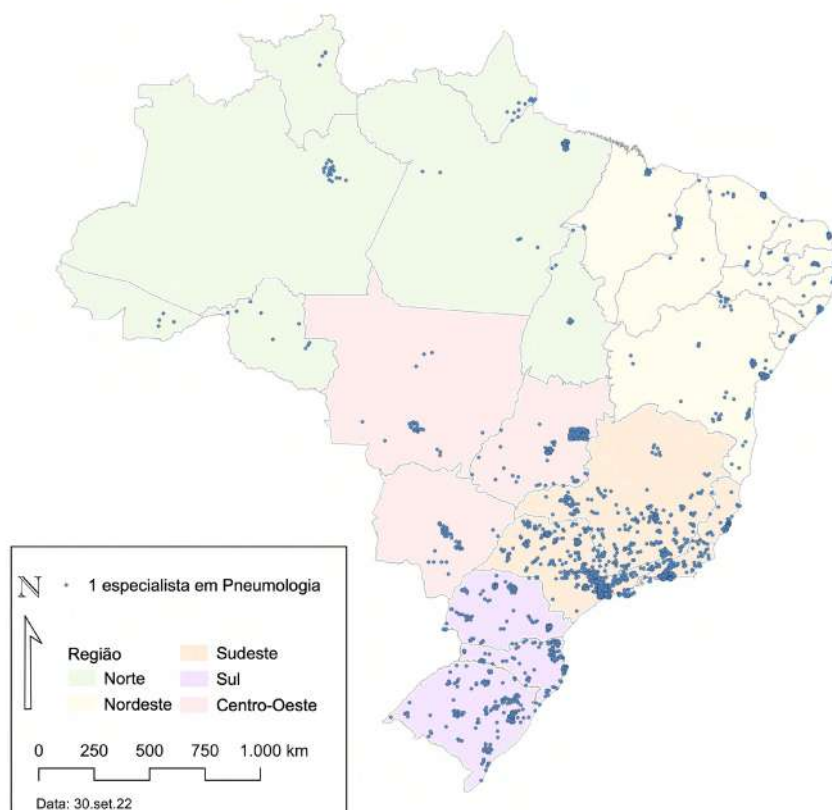 N
1 especialista em Pneumologia
Região
Norte
Nordeste
Sudeste
Sul
Centro-Oeste
0 250 500 750 1.000 km
Data: 30.set.22